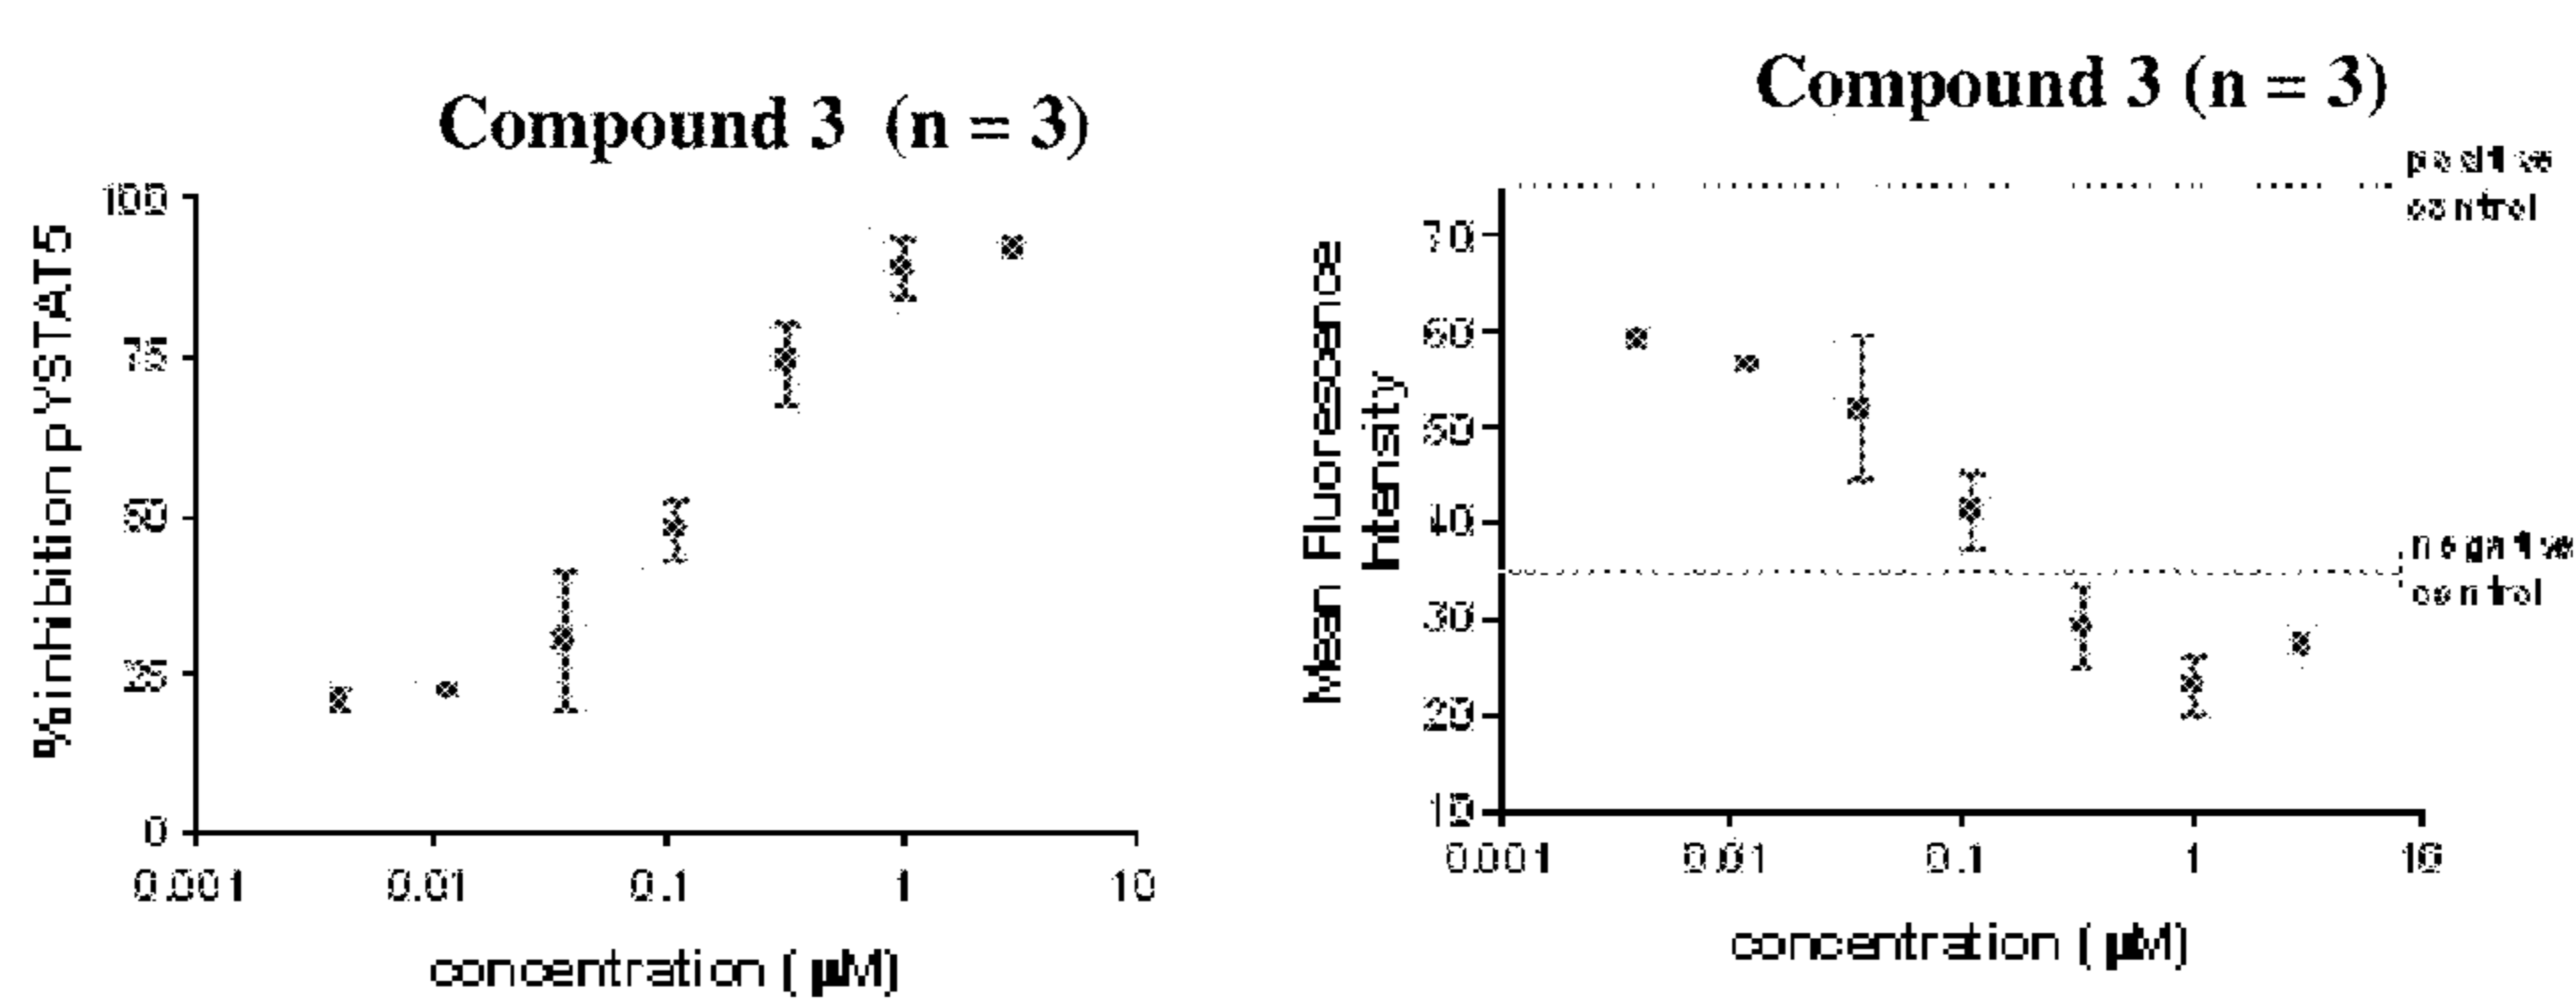 Compound 3 (n = 3)
100
75
50
25
0
% inhibition pYSTAT5
0.001 0.01 0.1 1 10
concentration ( µM)
Compound 3 (n = 3)
positive
control
70
60
50
40
30
20
10
Mean Fluorescence
Intensity
negative
control
0.001 0.01 0.1 1 10
concentration ( µM)